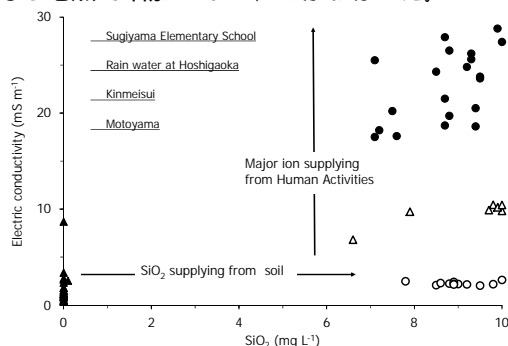 30
20
10
0
Electric conductivity (mS m⁻¹)
Sugiyama Elementary School
Rain water at Hoshigaoka
Kinmeisui
Motoyama
Major ion supplying
from Human Activities
SiO₂ supplying from soil
0 2 4 6 8 10
SiO₂ (mg L⁻¹)